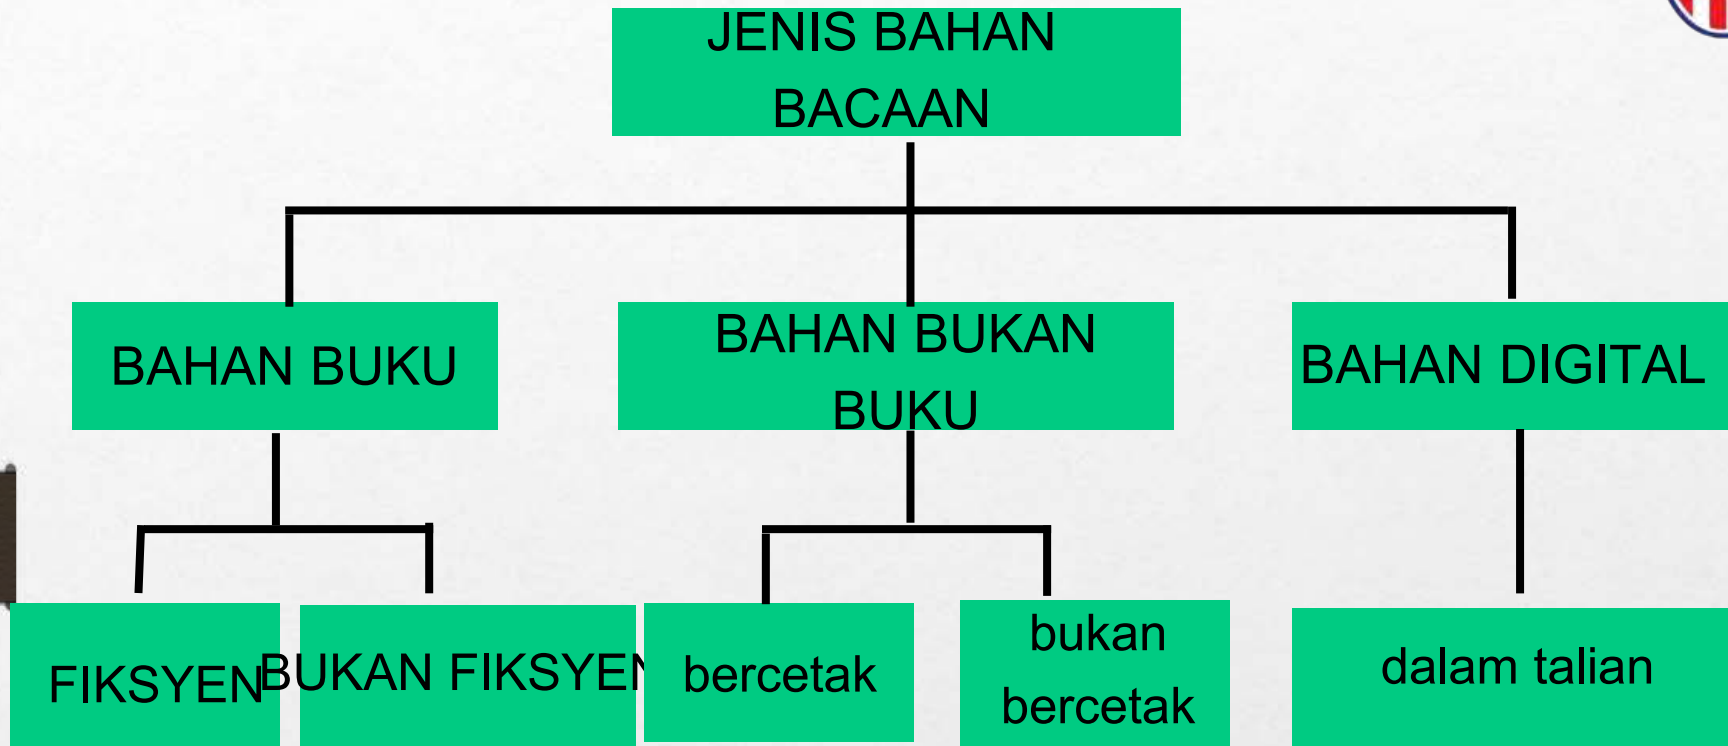 JENIS BAHAN
BACAAN
BAHAN BUKU
BAHAN BUKAN
BUKU
BAHAN DIGITAL
FIKSYEN
BUKAN FIKSYEN
bercetak
bukan
bercetak
dalam talian